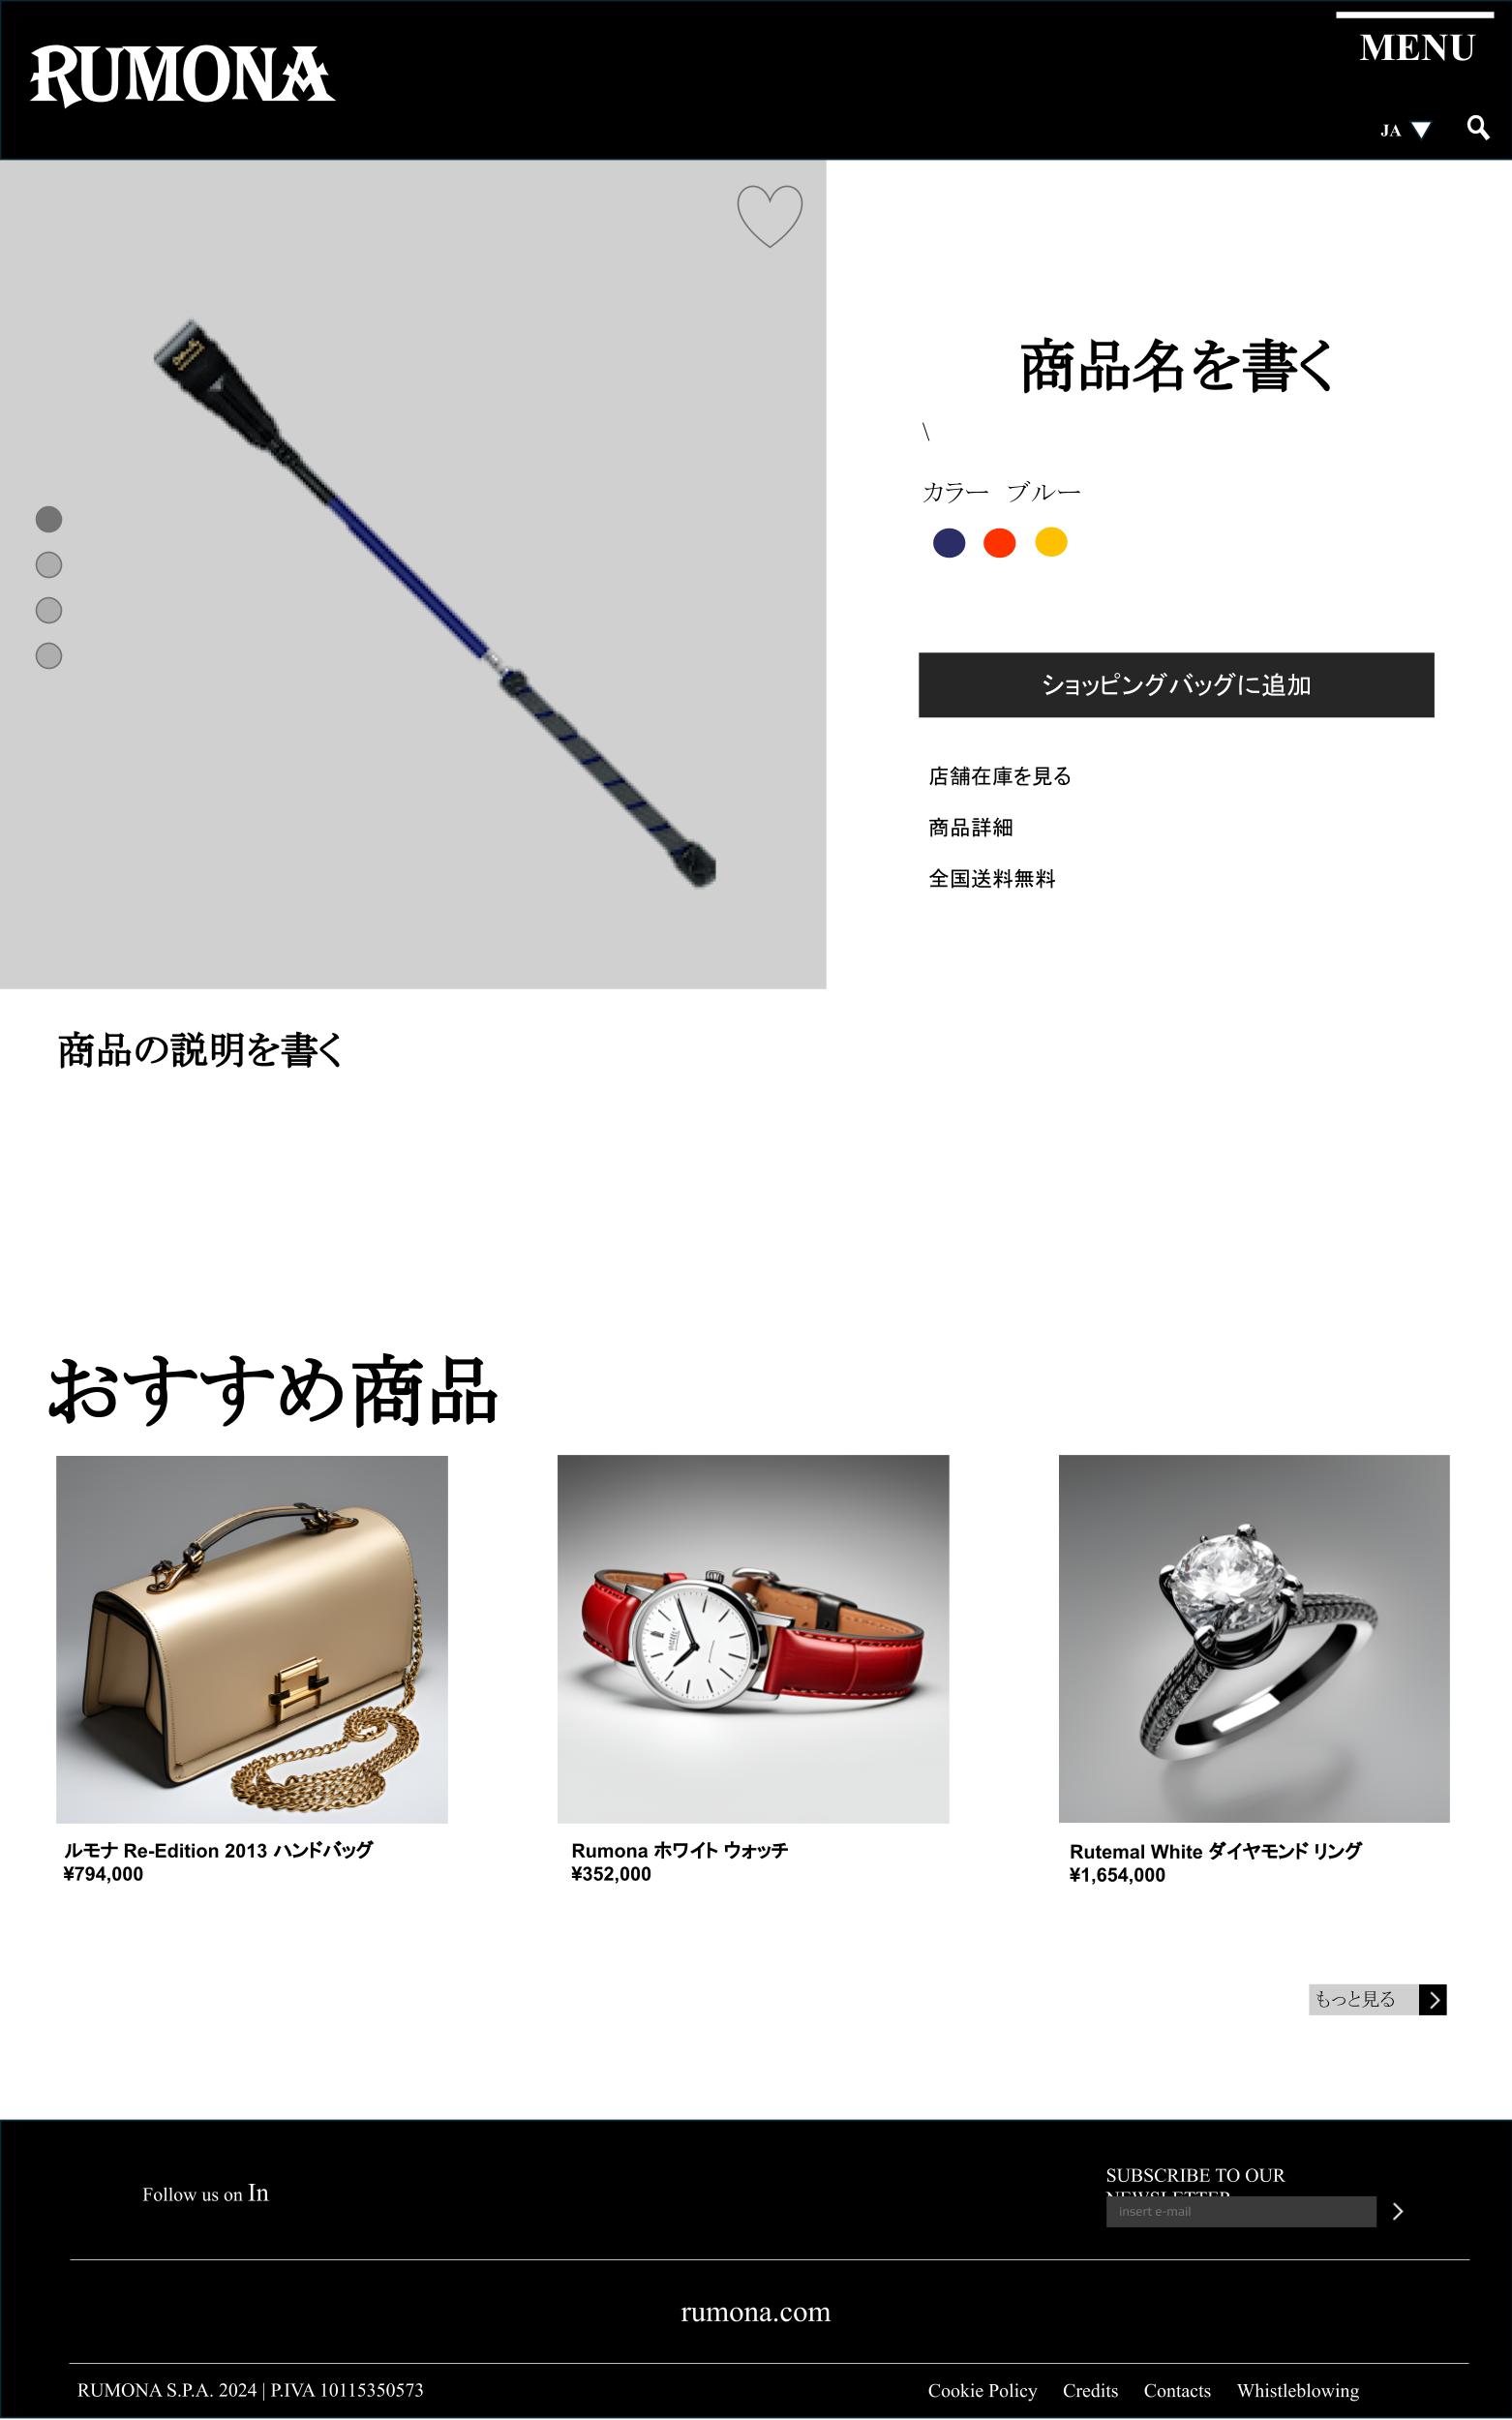 RUMONA
MENU
JA
商品名を書く
\
カラー　ブルー
ショッピングバッグに追加
店舗在庫を見る
商品詳細
全国送料無料
商品の説明を書く
おすすめ商品
ルモナ Re-Edition 2013 ハンドバッグ
¥794,000
Rumona ホワイト ウォッチ
¥352,000
Rutemal White ダイヤモンド リング
¥1,654,000
もっと見る
Follow us on In
SUBSCRIBE TO OUR
NEWSLETTER
insert e-mail
rumona.com
RUMONA S.P.A. 2024 | P.IVA 10115350573
Cookie Policy Credits Contacts Whistleblowing